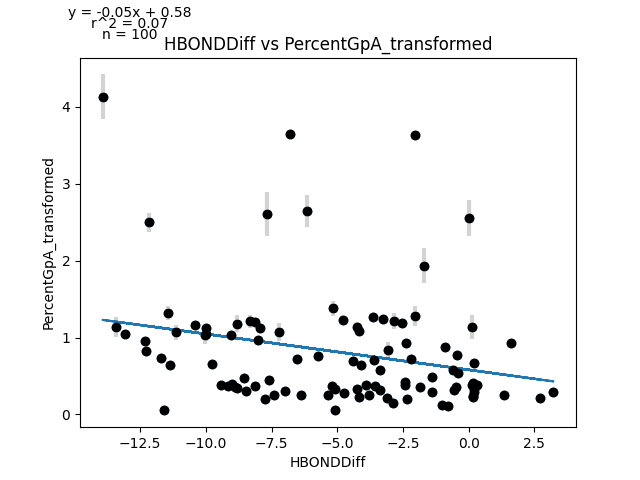 y = -0.05x + 0.58
r^2 = 0.07
n = 100
HBONDDiff vs PercentGpA_transformed
PercentGpA_transformed
4
3
2
1
0
−12.5 −10.0 −7.5 −5.0 −2.5 0.0 2.5
HBONDDiff